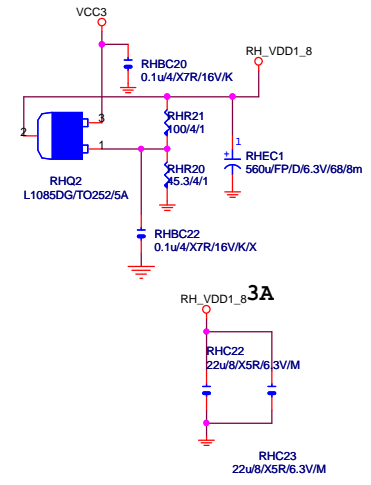 VCC3
RHBC20
0.1u/4/X7R/16V/K
RH_VDD1_8
3
2
1
RHR21
100/4/1
1
+
RHEC1
560u/FP/D/6.3V/68/8m
RHQ2
L1085DG/TO252/5A
RHR20
45.3/4/1
RHBC22
0.1u/4/X7R/16V/K/X
RH_VDD1_8 3A
RHC22
22u/8/X5R/6.3V/M
RHC23
22u/8/X5R/6.3V/M